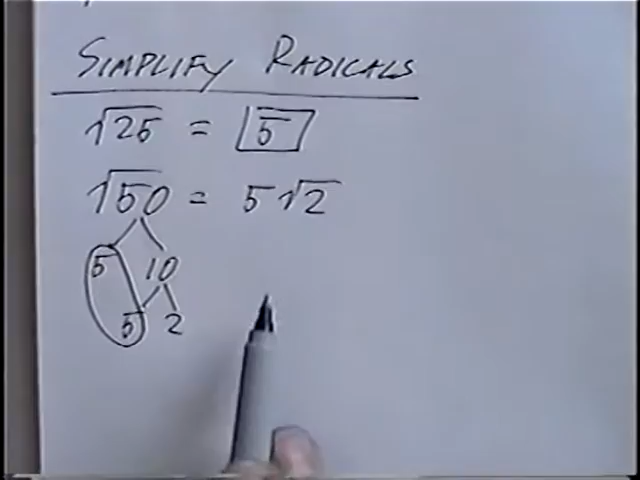 SIMPLIFY RADICALS
√25 = 5
√50 = 5√2
5 10
5 2